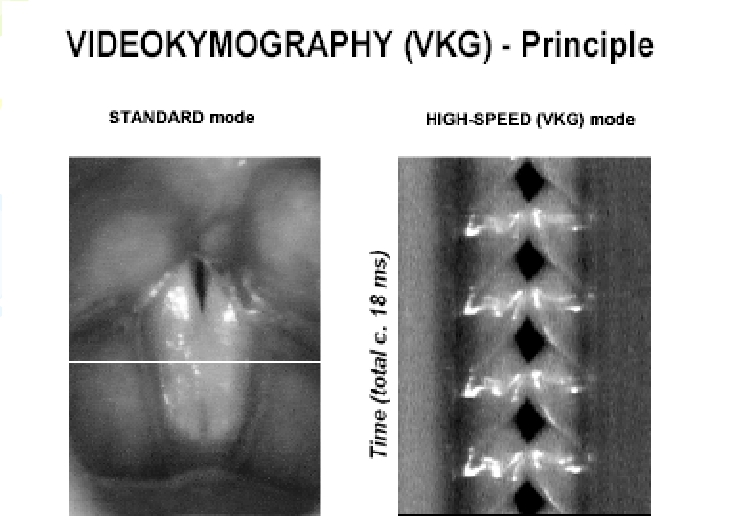 VIDEOKYMOGRAPHY (VKG) - Principle
STANDARD mode
HIGH-SPEED (VKG) mode
Time (total c. 18 ms)